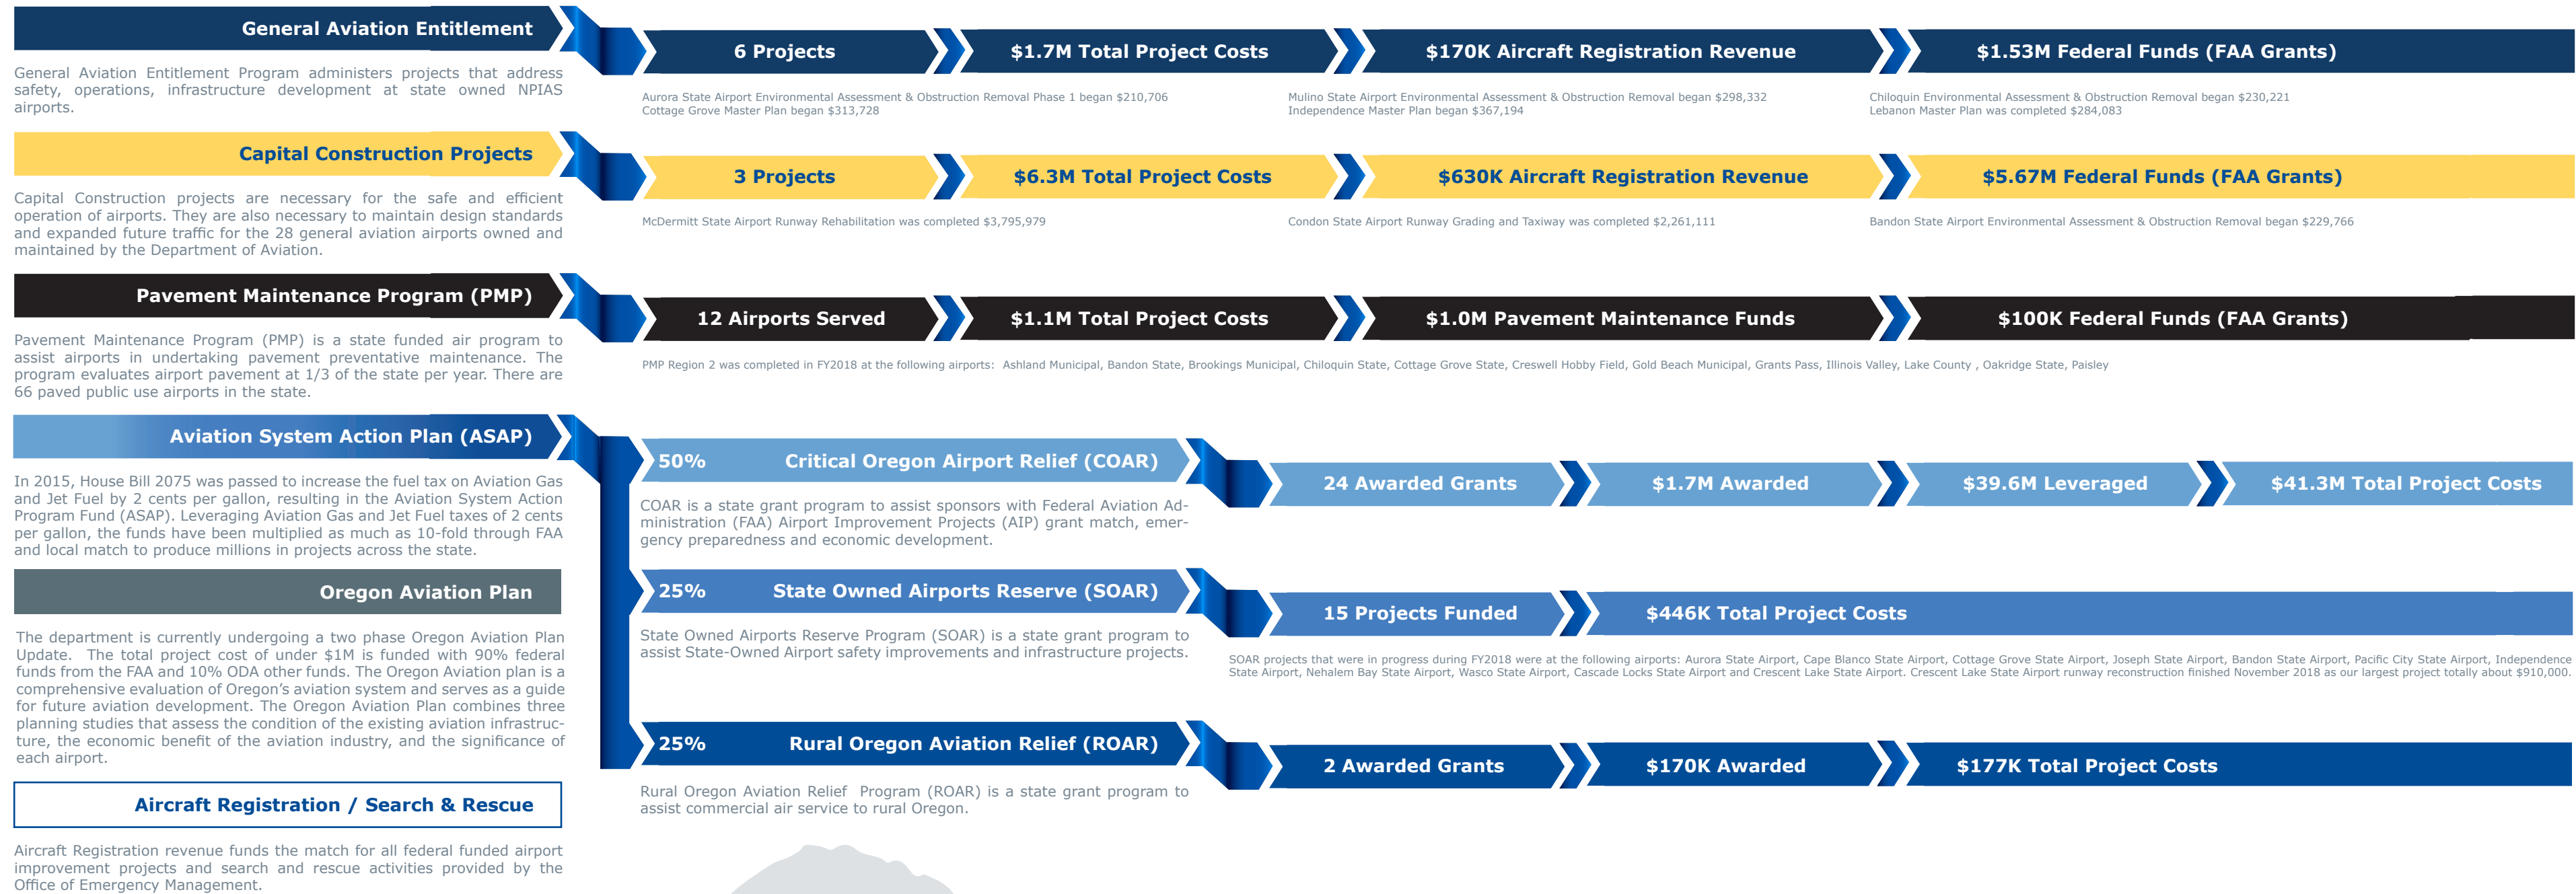 General Aviation Entitlement
General Aviation Entitlement Program administers projects that address
safety, operations, infrastructure development at state owned NPIAS
airports.
6 Projects
$1.7M Total Project Costs
$170K Aircraft Registration Revenue
$1.53M Federal Funds (FAA Grants)
Aurora State Airport Environmental Assessment & Obstruction Removal Phase 1 began $210,706
Cottage Grove Master Plan began $313,728
Mulino State Airport Environmental Assessment & Obstruction Removal began $298,332
Independence Master Plan began $367,194
Chiloquin Environmental Assessment & Obstruction Removal began $230,221
Lebanon Master Plan was completed $284,083
Capital Construction Projects
Capital Construction projects are necessary for the safe and efficient
operation of airports. They are also necessary to maintain design standards
and expanded future traffic for the 28 general aviation airports owned and
maintained by the Department of Aviation.
3 Projects
$6.3M Total Project Costs
$630K Aircraft Registration Revenue
$5.67M Federal Funds (FAA Grants)
McDermitt State Airport Runway Rehabilitation was completed $3,795,979
Condon State Airport Runway Grading and Taxiway was completed $2,261,111
Bandon State Airport Environmental Assessment & Obstruction Removal began $229,766
Pavement Maintenance Program (PMP)
Pavement Maintenance Program (PMP) is a state funded air program to
assist airports in undertaking pavement preventative maintenance. The
program evaluates airport pavement at 1/3 of the state per year. There are
66 paved public use airports in the state.
12 Airports Served
$1.1M Total Project Costs
$1.0M Pavement Maintenance Funds
$100K Federal Funds (FAA Grants)
PMP Region 2 was completed in FY2018 at the following airports: Ashland Municipal, Bandon State, Brookings Municipal, Chiloquin State, Cottage Grove State, Creswell Hobby Field, Gold Beach Municipal, Grants Pass, Illinois Valley, Lake County , Oakridge State, Paisley
Aviation System Action Plan (ASAP)
In 2015, House Bill 2075 was passed to increase the fuel tax on Aviation Gas
and Jet Fuel by 2 cents per gallon, resulting in the Aviation System Action
Program Fund (ASAP). Leveraging Aviation Gas and Jet Fuel taxes of 2 cents
per gallon, the funds have been multiplied as much as 10-fold through FAA
and local match to produce millions in projects across the state.
50% Critical Oregon Airport Relief (COAR)
COAR is a state grant program to assist sponsors with Federal Aviation Ad-
ministration (FAA) Airport Improvement Projects (AIP) grant match, emer-
gency preparedness and economic development.
24 Awarded Grants
$1.7M Awarded
$39.6M Leveraged
$41.3M Total Project Costs
25% State Owned Airports Reserve (SOAR)
State Owned Airports Reserve Program (SOAR) is a state grant program to
assist State-Owned Airport safety improvements and infrastructure projects.
15 Projects Funded
$446K Total Project Costs
SOAR projects that were in progress during FY2018 were at the following airports: Aurora State Airport, Cape Blanco State Airport, Cottage Grove State Airport, Joseph State Airport, Bandon State Airport, Pacific City State Airport, Independence
State Airport, Nehalem Bay State Airport, Wasco State Airport, Cascade Locks State Airport and Crescent Lake State Airport. Crescent Lake State Airport runway reconstruction finished November 2018 as our largest project totally about $910,000.
25% Rural Oregon Aviation Relief (ROAR)
Rural Oregon Aviation Relief Program (ROAR) is a state grant program to
assist commercial air service to rural Oregon.
2 Awarded Grants
$170K Awarded
$177K Total Project Costs
Oregon Aviation Plan
The department is currently undergoing a two phase Oregon Aviation Plan
Update. The total project cost of under $1M is funded with 90% federal
funds from the FAA and 10% ODA other funds. The Oregon Aviation plan is a
comprehensive evaluation of Oregon's aviation system and serves as a guide
for future aviation development. The Oregon Aviation Plan combines three
planning studies that assess the condition of the existing aviation infrastruc-
ture, the economic benefit of the aviation industry, and the significance of
each airport.
Aircraft Registration / Search & Rescue
Aircraft Registration revenue funds the match for all federal funded airport
improvement projects and search and rescue activities provided by the
Office of Emergency Management.